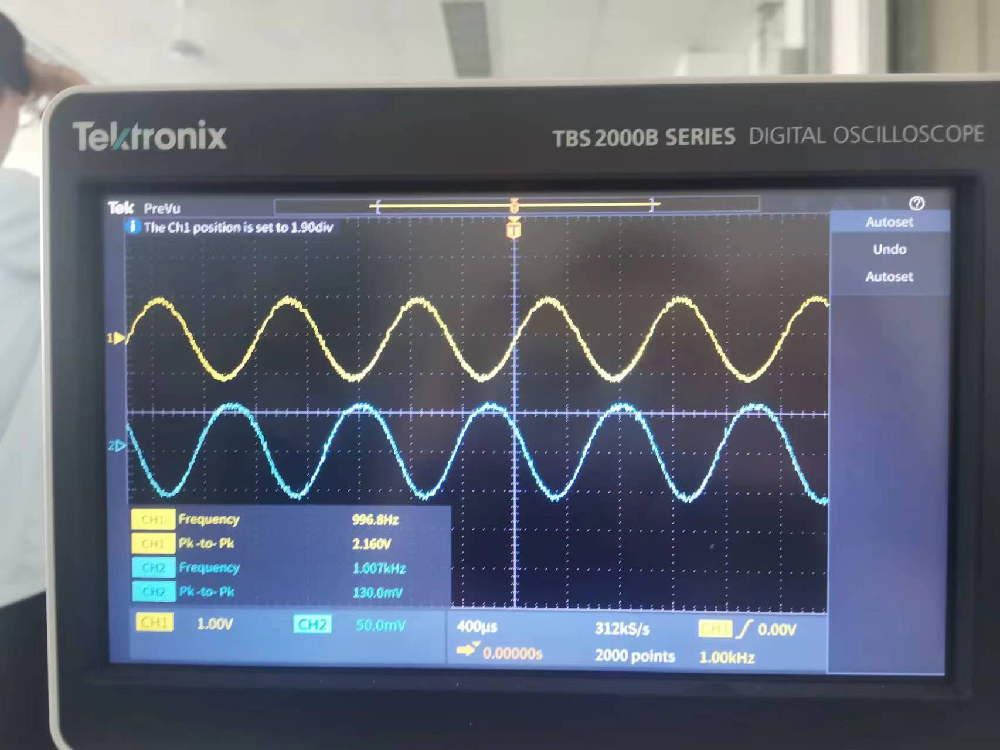 Tektronix
TBS 2000B SERIES DIGITAL OSCILLOSCOPE
Tek PreVu
T
?
i The Ch1 position is set to 1.90div
T
Autoset
Undo
Autoset
1
2
CH1 Frequency 996.8Hz
CH1 Pk-to-Pk 2.160V
CH2 Frequency 1.007kHz
CH2 Pk-to-Pk 130.0mV
CH1 1.00V CH2 50.0mV 400µs 312kS/s CH1 0.00V
0.00000s 2000 points 1.00kHz